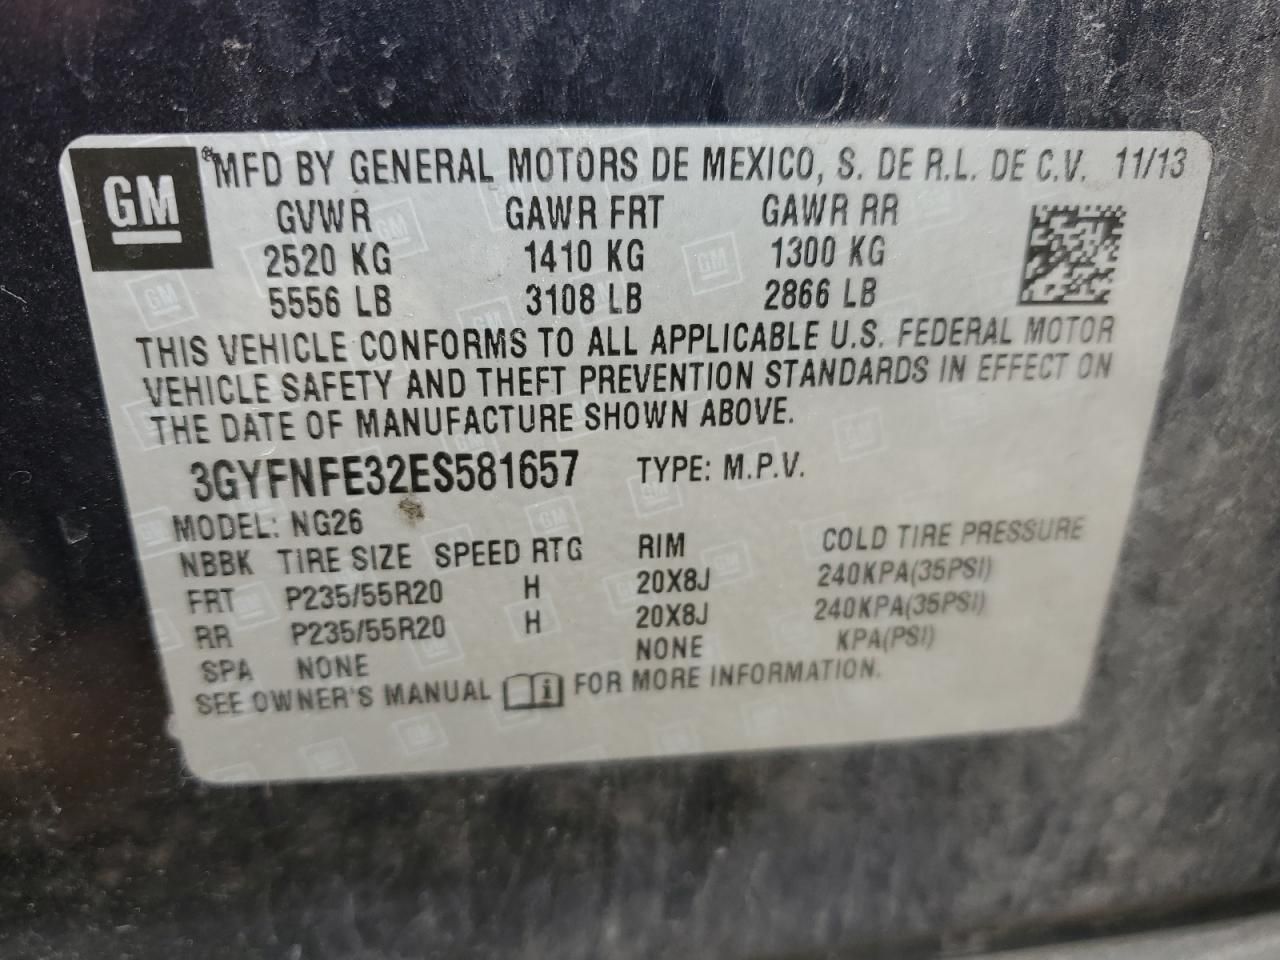 GM
MFD BY GENERAL MOTORS DE MEXICO, S. DE R.L. DE C.V. 11/13
GVWR GAWR FRT GAWR RR
2520 KG 1410 KG 1300 KG
5556 LB 3108 LB 2866 LB
THIS VEHICLE CONFORMS TO ALL APPLICABLE U.S. FEDERAL MOTOR
VEHICLE SAFETY AND THEFT PREVENTION STANDARDS IN EFFECT ON
THE DATE OF MANUFACTURE SHOWN ABOVE.
3GYFNFE32ES581657 TYPE: M.P.V.
MODEL: NG26
NBBK TIRE SIZE SPEED RTG RIM COLD TIRE PRESSURE
FRT P235/55R20 H 20X8J 240KPA(35PSI)
RR P235/55R20 H 20X8J 240KPA(35PSI)
SPA NONE NONE KPA(PSI)
SEE OWNER'S MANUAL FOR MORE INFORMATION.